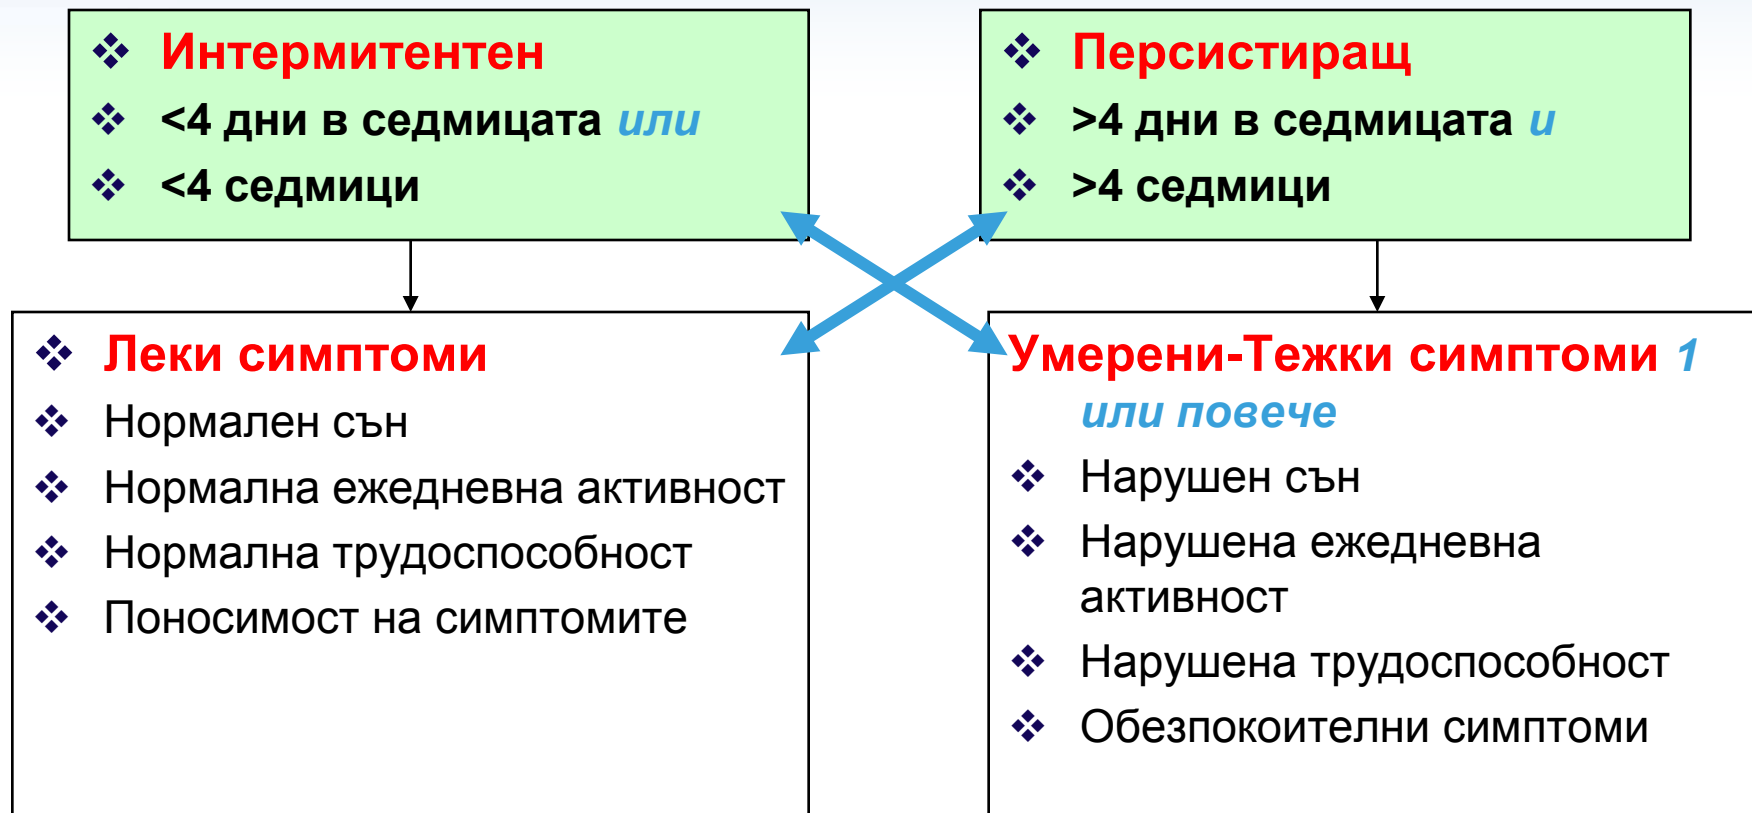 Интермитентен
<4 дни в седмицата или
<4 седмици
Персистиращ
>4 дни в седмицата и
>4 седмици
Леки симптоми
Нормален сън
Нормална ежедневна активност
Нормална трудоспособност
Поносимост на симптомите
Умерени-Тежки симптоми 1
или повече
Нарушен сън
Нарушена ежедневна
активност
Нарушена трудоспособност
Обезпокоителни симптоми